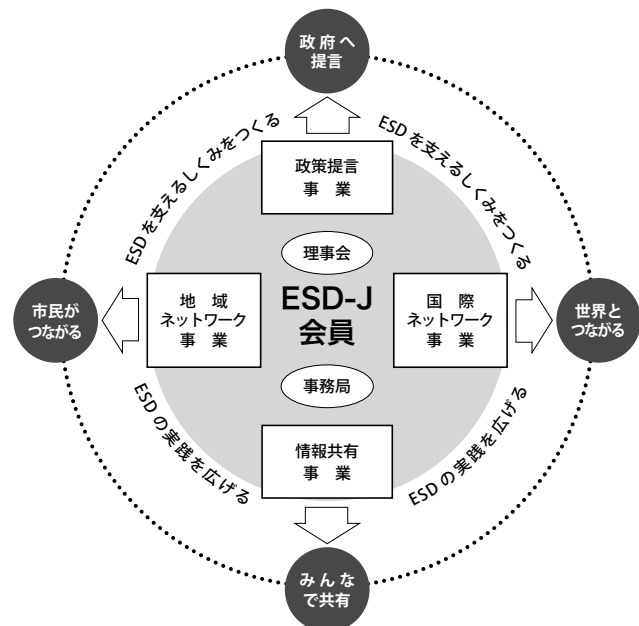 政府へ
提言
ESDを支えるしくみをつくる
ESDを支えるしくみをつくる
政策提言
事　業
理事会
市民が
つながる
地　域
ネットワーク
事　業
ESD-J
会員
国　際
ネットワーク
事　業
世界と
つながる
事務局
ESDの実践を広げる
ESDの実践を広げる
情報共有
事　業
みんな
で共有